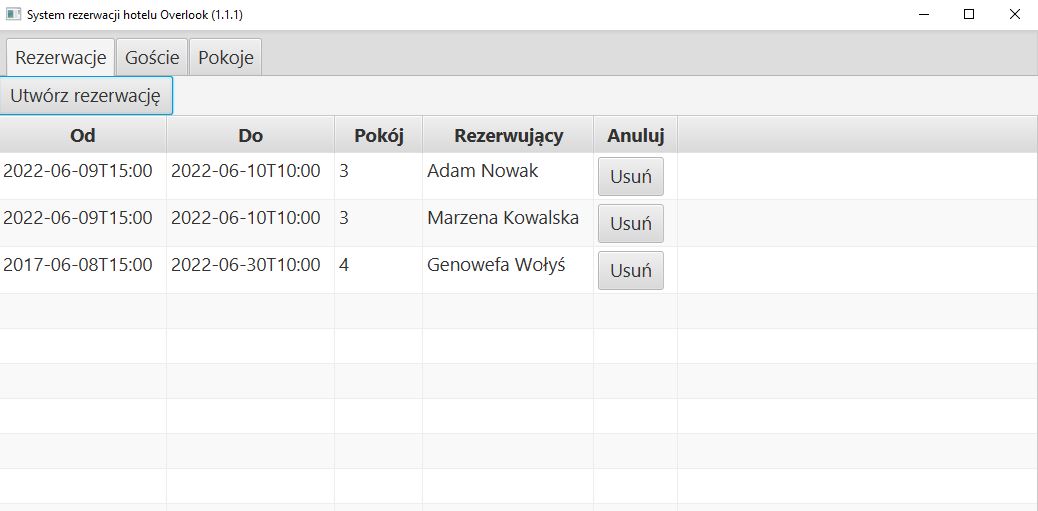 System rezerwacji hotelu Overlook (1.1.1)
Rezerwacje Goście Pokoje
Utwórz rezerwację
Od Do Pokój Rezerwujący Anuluj
2022-06-09T15:00 2022-06-10T10:00 3 Adam Nowak Usuń
2022-06-09T15:00 2022-06-10T10:00 3 Marzena Kowalska Usuń
2017-06-08T15:00 2022-06-30T10:00 4 Genowefa Wołyś Usuń